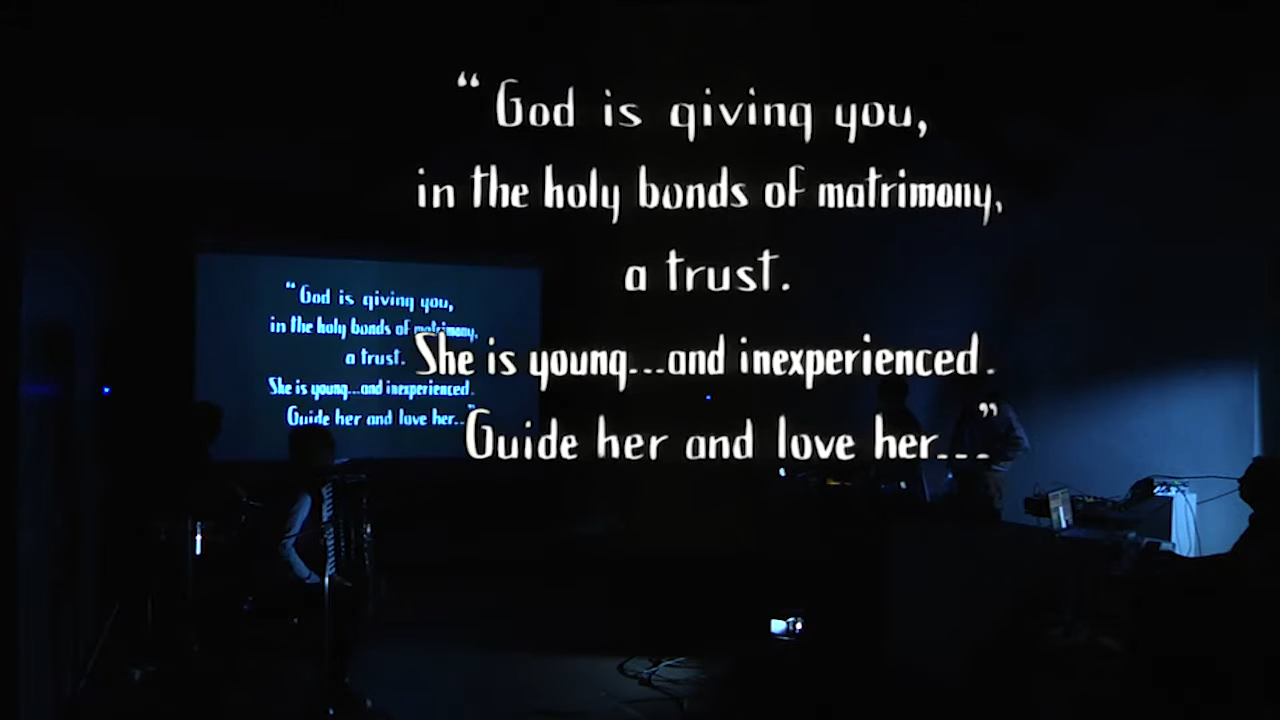 “ God is giving you,
in the holy bonds of matrimony,
a trust.
She is young...and inexperienced.
Guide her and love her...”
“God is giving you,
in the holy bonds of matrimony,
a trust.
She is young...and inexperienced.
Guide her and love her...”